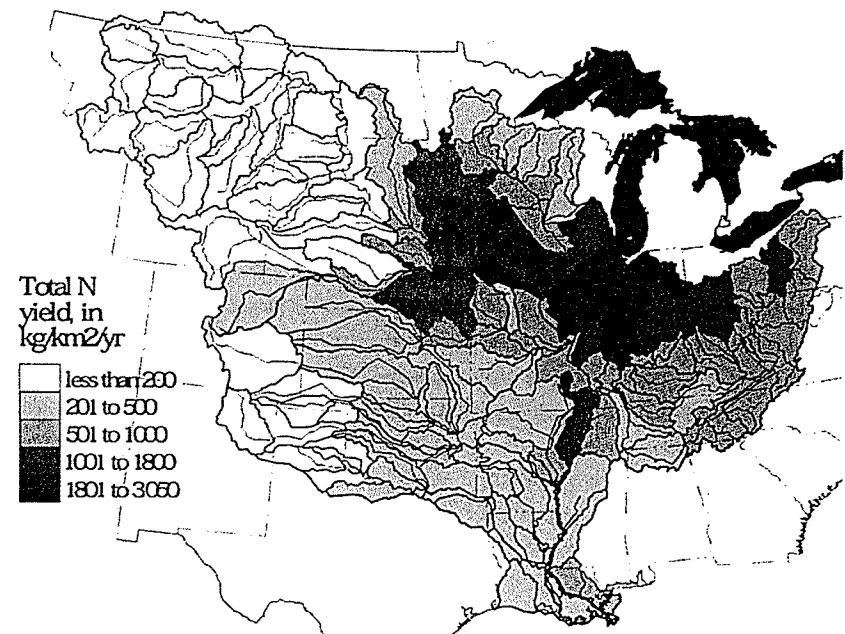 Total N
yield, in
kg/km2/yr
less than 200
201 to 500
501 to 1000
1001 to 1800
1801 to 3050